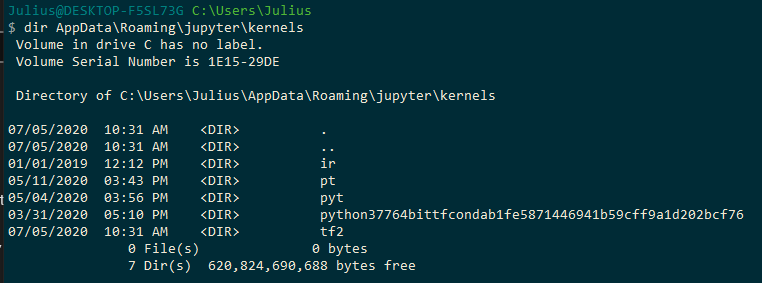 Julius@DESKTOP-F5SL73G C:\Users\Julius
$ dir AppData\Roaming\jupyter\kernels
Volume in drive C has no label.
Volume Serial Number is 1E15-29DE
Directory of C:\Users\Julius\AppData\Roaming\jupyter\kernels
07/05/2020 10:31 AM <DIR> .
07/05/2020 10:31 AM <DIR> ..
01/01/2019 12:12 PM <DIR> ir
05/11/2020 03:43 PM <DIR> pt
05/04/2020 03:56 PM <DIR> pyt
03/31/2020 05:10 PM <DIR> python37764bittfcondab1fe5871446941b59cff9a1d202bcf76
07/05/2020 10:31 AM <DIR> tf2
0 File(s) 0 bytes
7 Dir(s) 620,824,690,688 bytes free